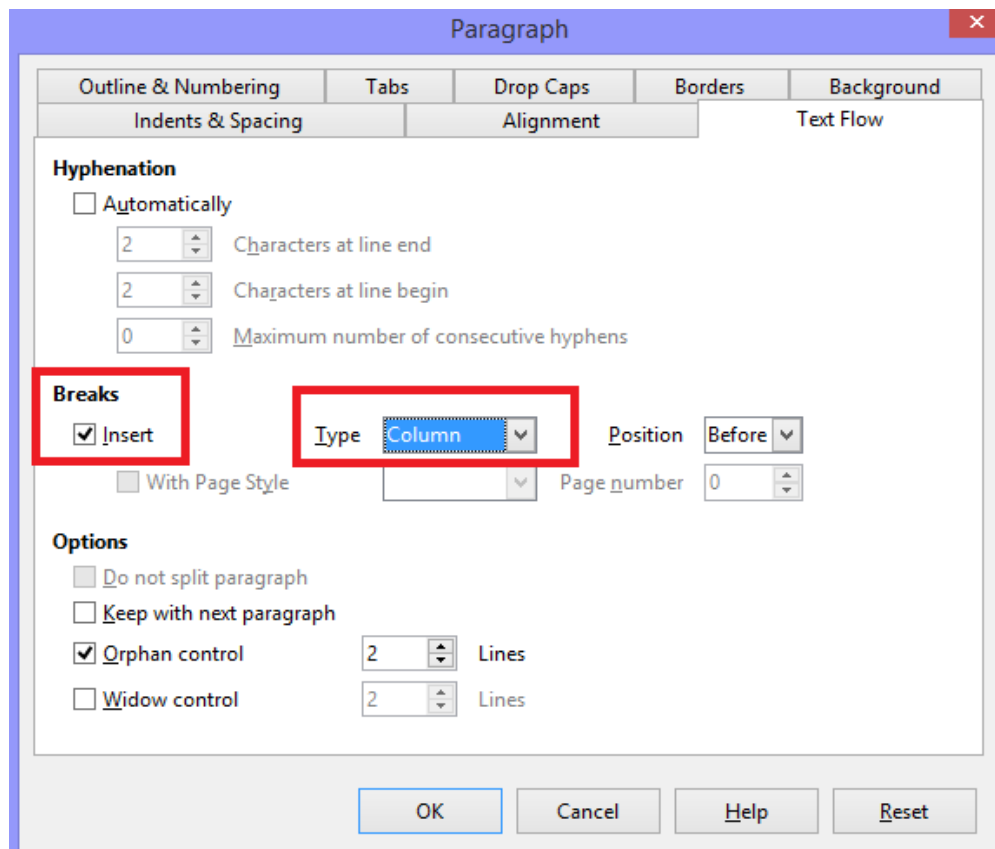 Paragraph
Outline & Numbering Tabs Drop Caps Borders Background
Indents & Spacing Alignment Text Flow
Hyphenation
Automatically
2 Characters at line end
2 Characters at line begin
0 Maximum number of consecutive hyphens
Breaks
Insert Type Column Position Before
With Page Style Page number 0
Options
Do not split paragraph
Keep with next paragraph
Orphan control 2 Lines
Widow control 2 Lines
OK Cancel Help Reset